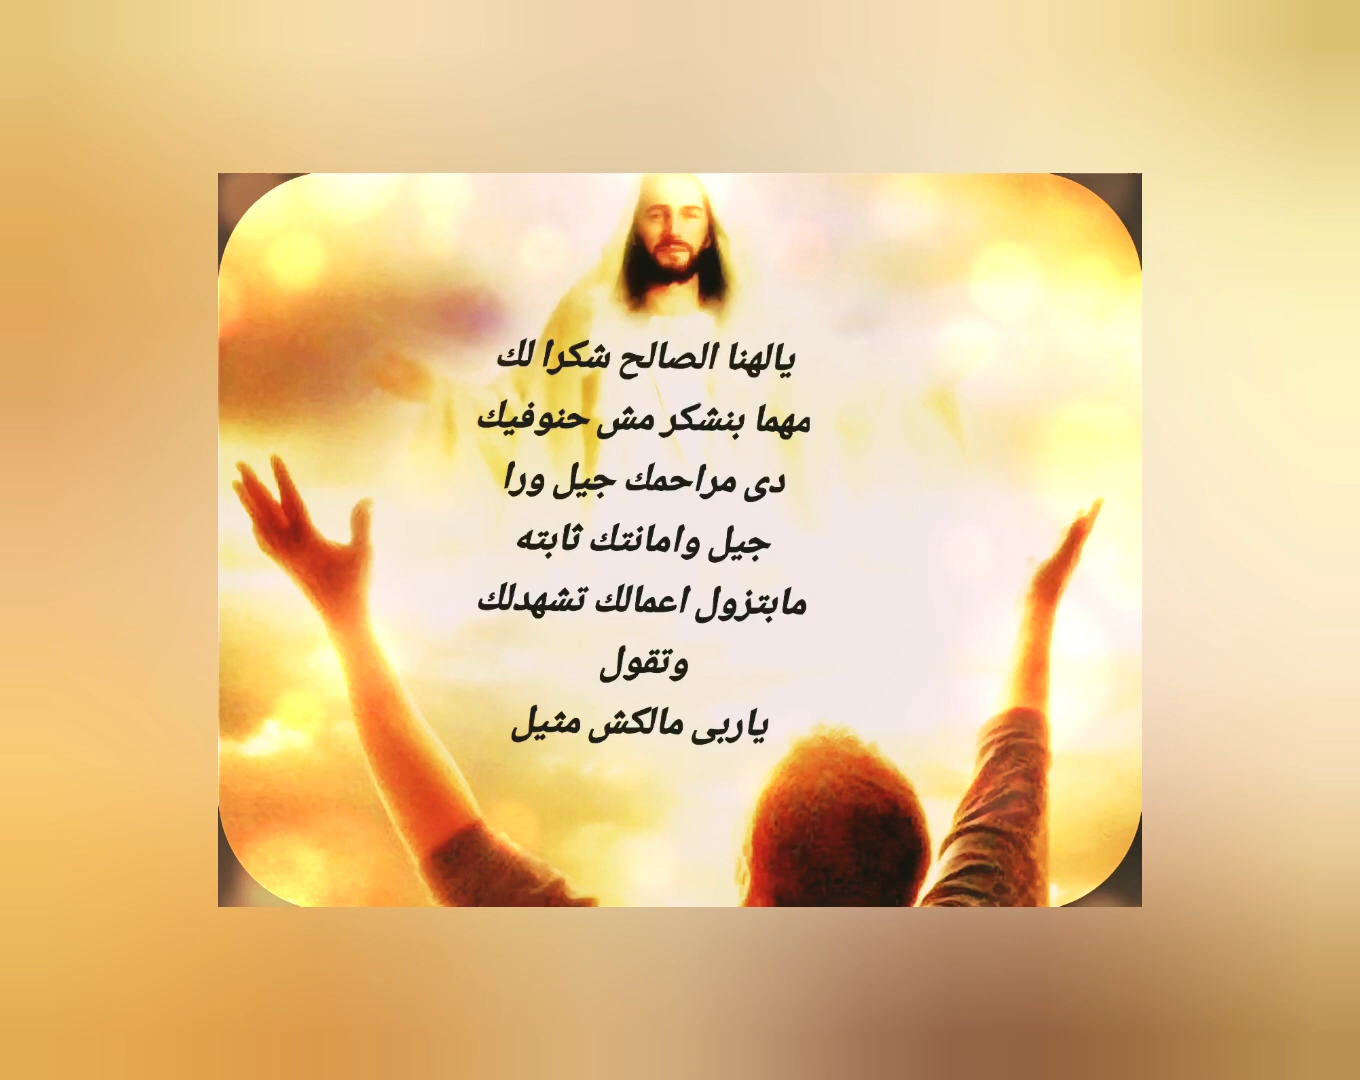 يالهنا الصالح شكرا لك
مهما بنشكر مش حنوفيك
دى مراحمك جيل ورا
جيل وامانتك ثابته
مابتزول اعمالك تشهدلك
وتقول
ياربى مالكش مثيل